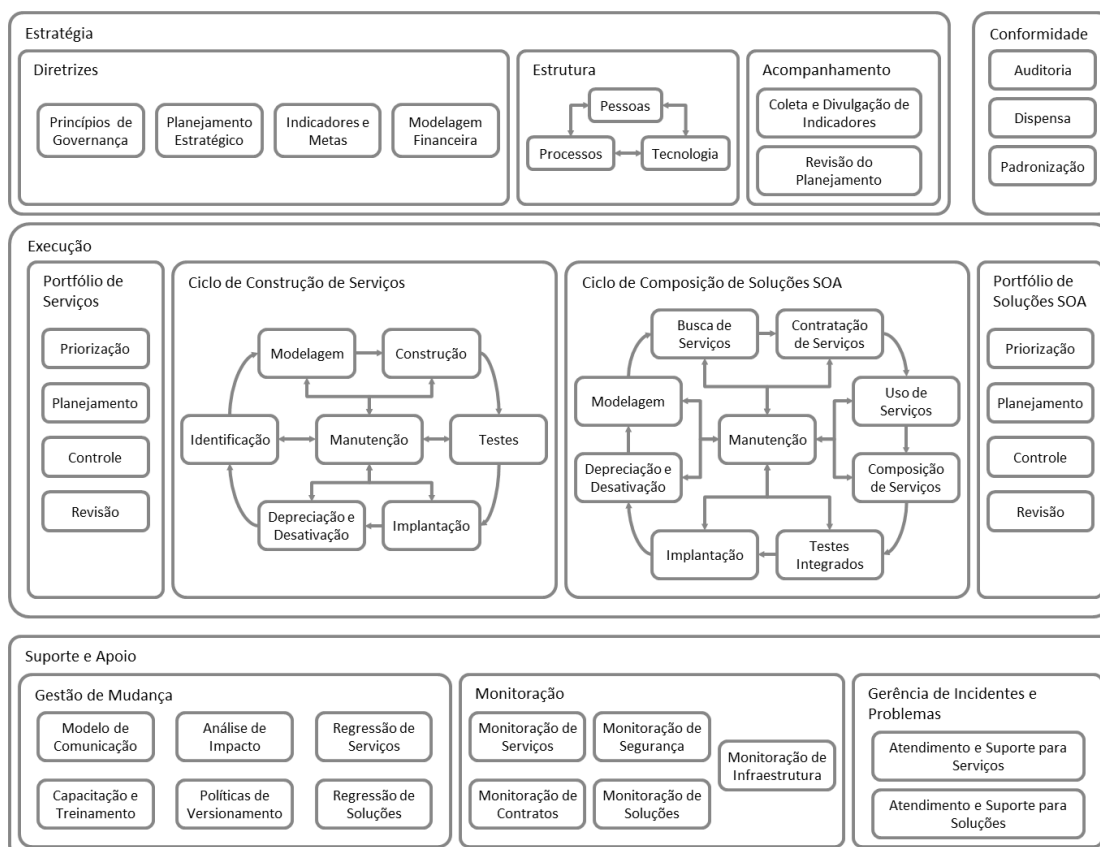 Estratégia
Diretrizes
Princípios de
Governança
Planejamento
Estratégico
Indicadores e
Metas
Modelagem
Financeira
Estrutura
Pessoas
Processos
Tecnologia
Acompanhamento
Coleta e Divulgação de
Indicadores
Revisão do
Planejamento
Conformidade
Auditoria
Dispensa
Padronização
Execução
Portfólio de
Serviços
Priorização
Planejamento
Controle
Revisão
Ciclo de Construção de Serviços
Modelagem
Construção
Identificação
Manutenção
Testes
Depreciação e
Desativação
Implantação
Ciclo de Composição de Soluções SOA
Busca de
Serviços
Contratação
de Serviços
Modelagem
Uso de
Serviços
Manutenção
Depreciação e
Desativação
Composição
de Serviços
Implantação
Testes
Integrados
Portfólio de
Soluções SOA
Priorização
Planejamento
Controle
Revisão
Suporte e Apoio
Gestão de Mudança
Modelo de
Comunicação
Análise de
Impacto
Regressão de
Serviços
Capacitação e
Treinamento
Políticas de
Versionamento
Regressão de
Soluções
Monitoração
Monitoração de
Serviços
Monitoração de
Segurança
Monitoração de
Infraestrutura
Monitoração de
Contratos
Monitoração de
Soluções
Gerência de Incidentes e
Problemas
Atendimento e Suporte para
Serviços
Atendimento e Suporte para
Soluções